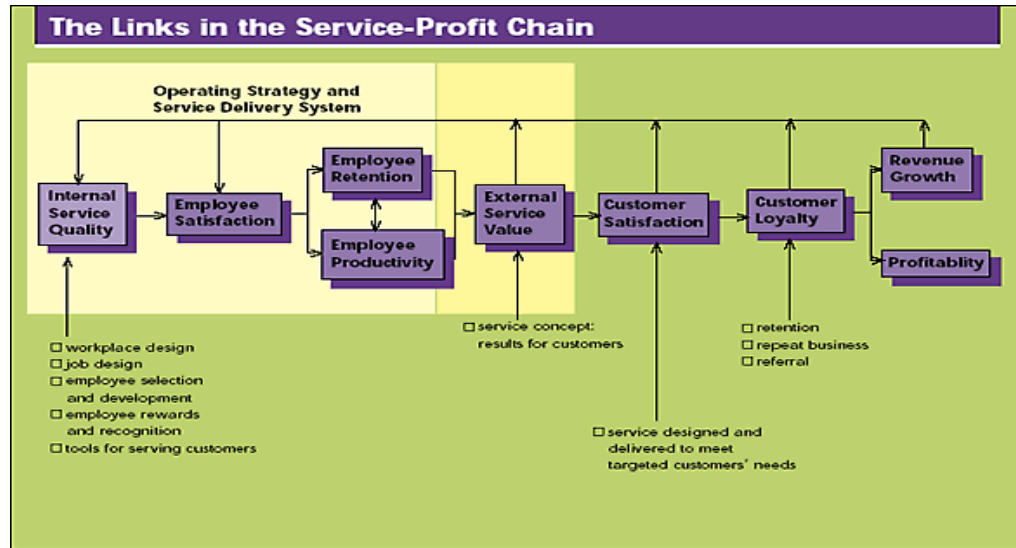 The Links in the Service-Profit Chain
Operating Strategy and
Service Delivery System
Internal
Service
Quality
Employee
Satisfaction
Employee
Retention
Employee
Productivity
External
Service
Value
Customer
Satisfaction
Customer
Loyalty
Revenue
Growth
Profitablity
□ workplace design
□ job design
□ employee selection
and development
□ employee rewards
and recognition
□ tools for serving customers
□ service concept:
results for customers
□ service designed and
delivered to meet
targeted customers' needs
□ retention
□ repeat business
□ referral